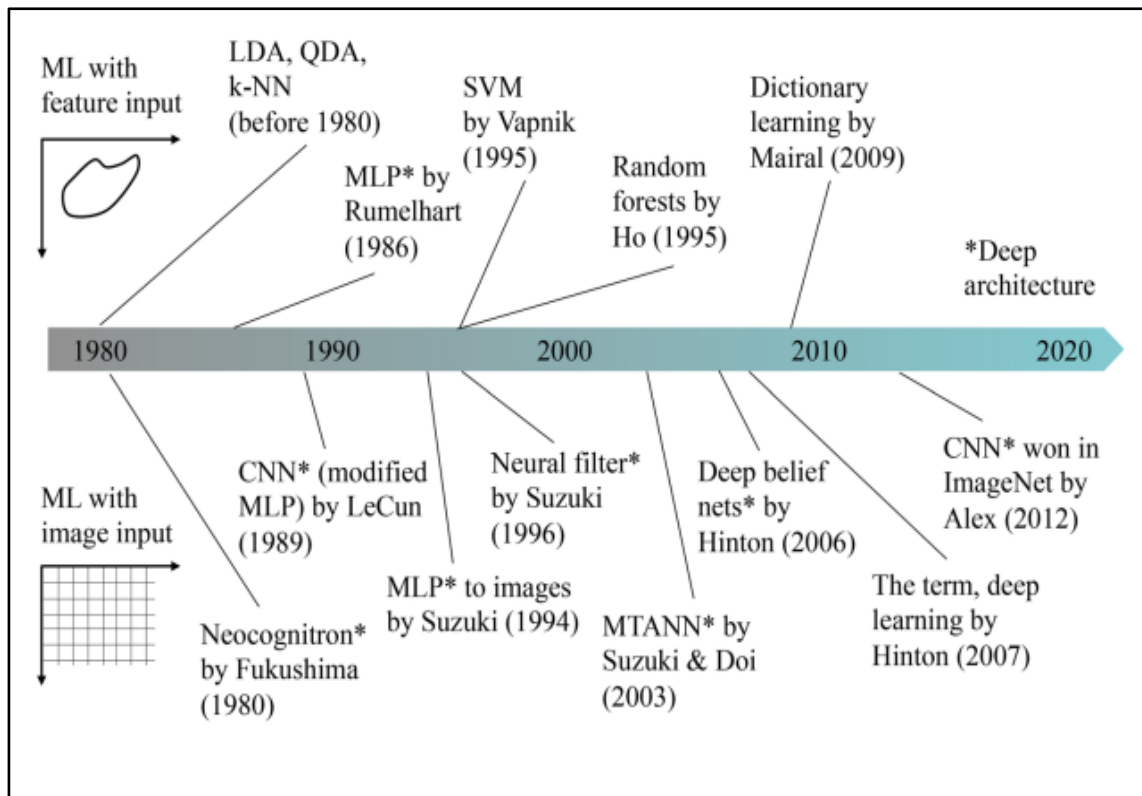 ML with
feature input
LDA, QDA,
k-NN
(before 1980)
MLP* by
Rumelhart
(1986)
SVM
by Vapnik
(1995)
Random
forests by
Ho (1995)
Dictionary
learning by
Mairal (2009)
*Deep
architecture
1980 1990 2000 2010 2020
ML with
image input
Neocognitron*
by Fukushima
(1980)
CNN* (modified
MLP) by LeCun
(1989)
MLP* to images
by Suzuki (1994)
Neural filter*
by Suzuki
(1996)
MTANN* by
Suzuki & Doi
(2003)
Deep belief
nets* by
Hinton (2006)
The term, deep
learning by
Hinton (2007)
CNN* won in
ImageNet by
Alex (2012)